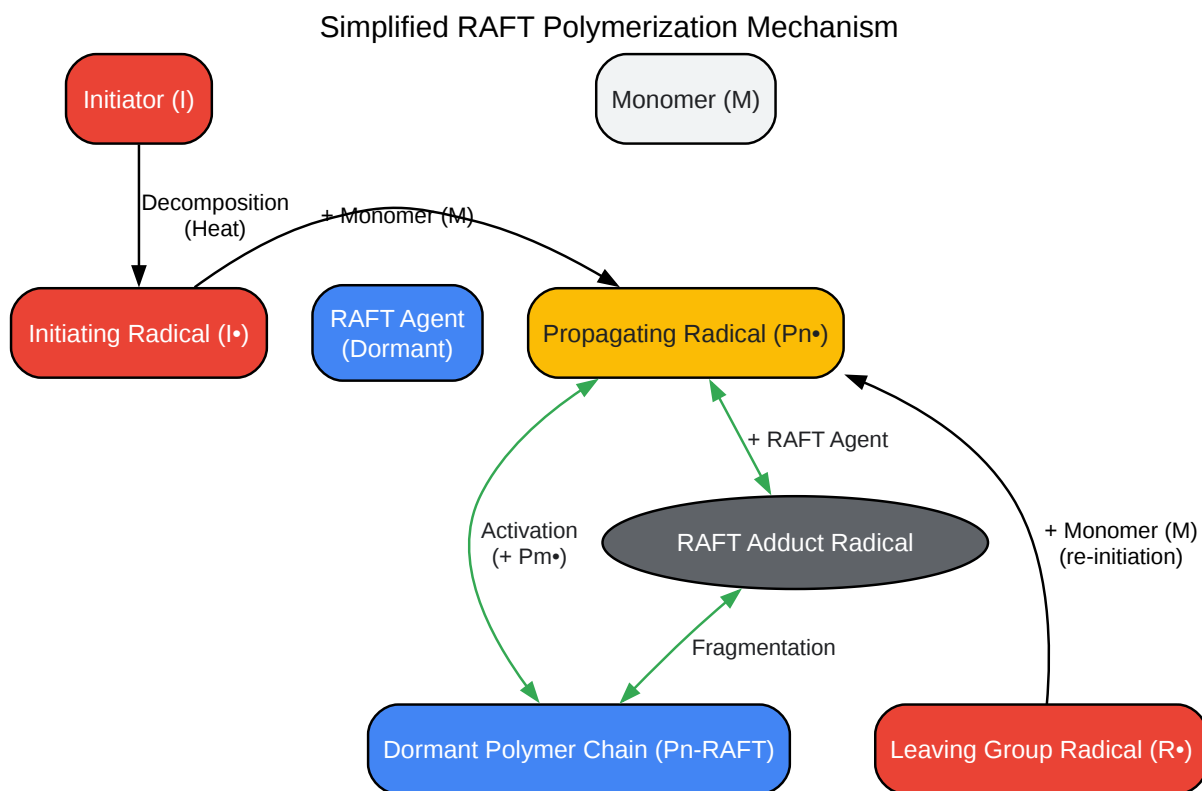 Simplified RAFT Polymerization Mechanism
Initiator (I)
Monomer (M)
Decomposition
(Heat)
+ Monomer (M)
Initiating Radical (I•)
RAFT Agent
(Dormant)
Propagating Radical (Pn•)
+ RAFT Agent
Activation
(+ Pm•)
RAFT Adduct Radical
+ Monomer (M)
(re-initiation)
Fragmentation
Dormant Polymer Chain (Pn-RAFT)
Leaving Group Radical (R•)